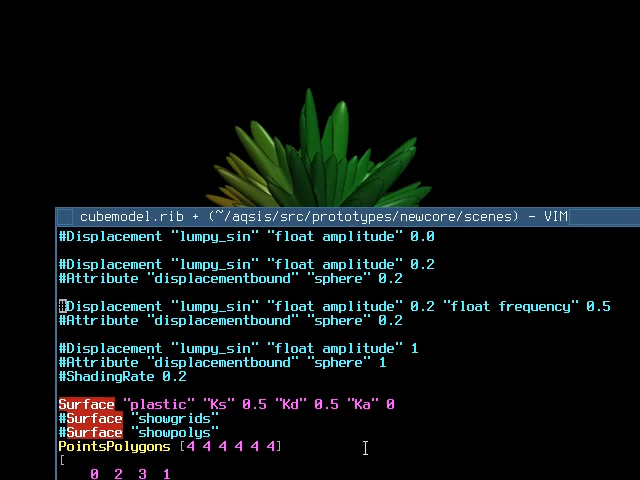 cubemodel.rib + (~/aqsis/src/prototypes/newcore/scenes) - VIM
#Displacement "lumpy_sin" "float amplitude" 0.0
#Displacement "lumpy_sin" "float amplitude" 0.2
#Attribute "displacementbound" "sphere" 0.2
#Displacement "lumpy_sin" "float amplitude" 0.2 "float frequency" 0.5
#Attribute "displacementbound" "sphere" 0.2
#Displacement "lumpy_sin" "float amplitude" 1
#Attribute "displacementbound" "sphere" 1
#ShadingRate 0.2
Surface "plastic" "Ks" 0.5 "Kd" 0.5 "Ka" 0
#Surface "showgrids"
#Surface "showpolys"
PointsPolygons [4 4 4 4 4 4]
[
0 2 3 1